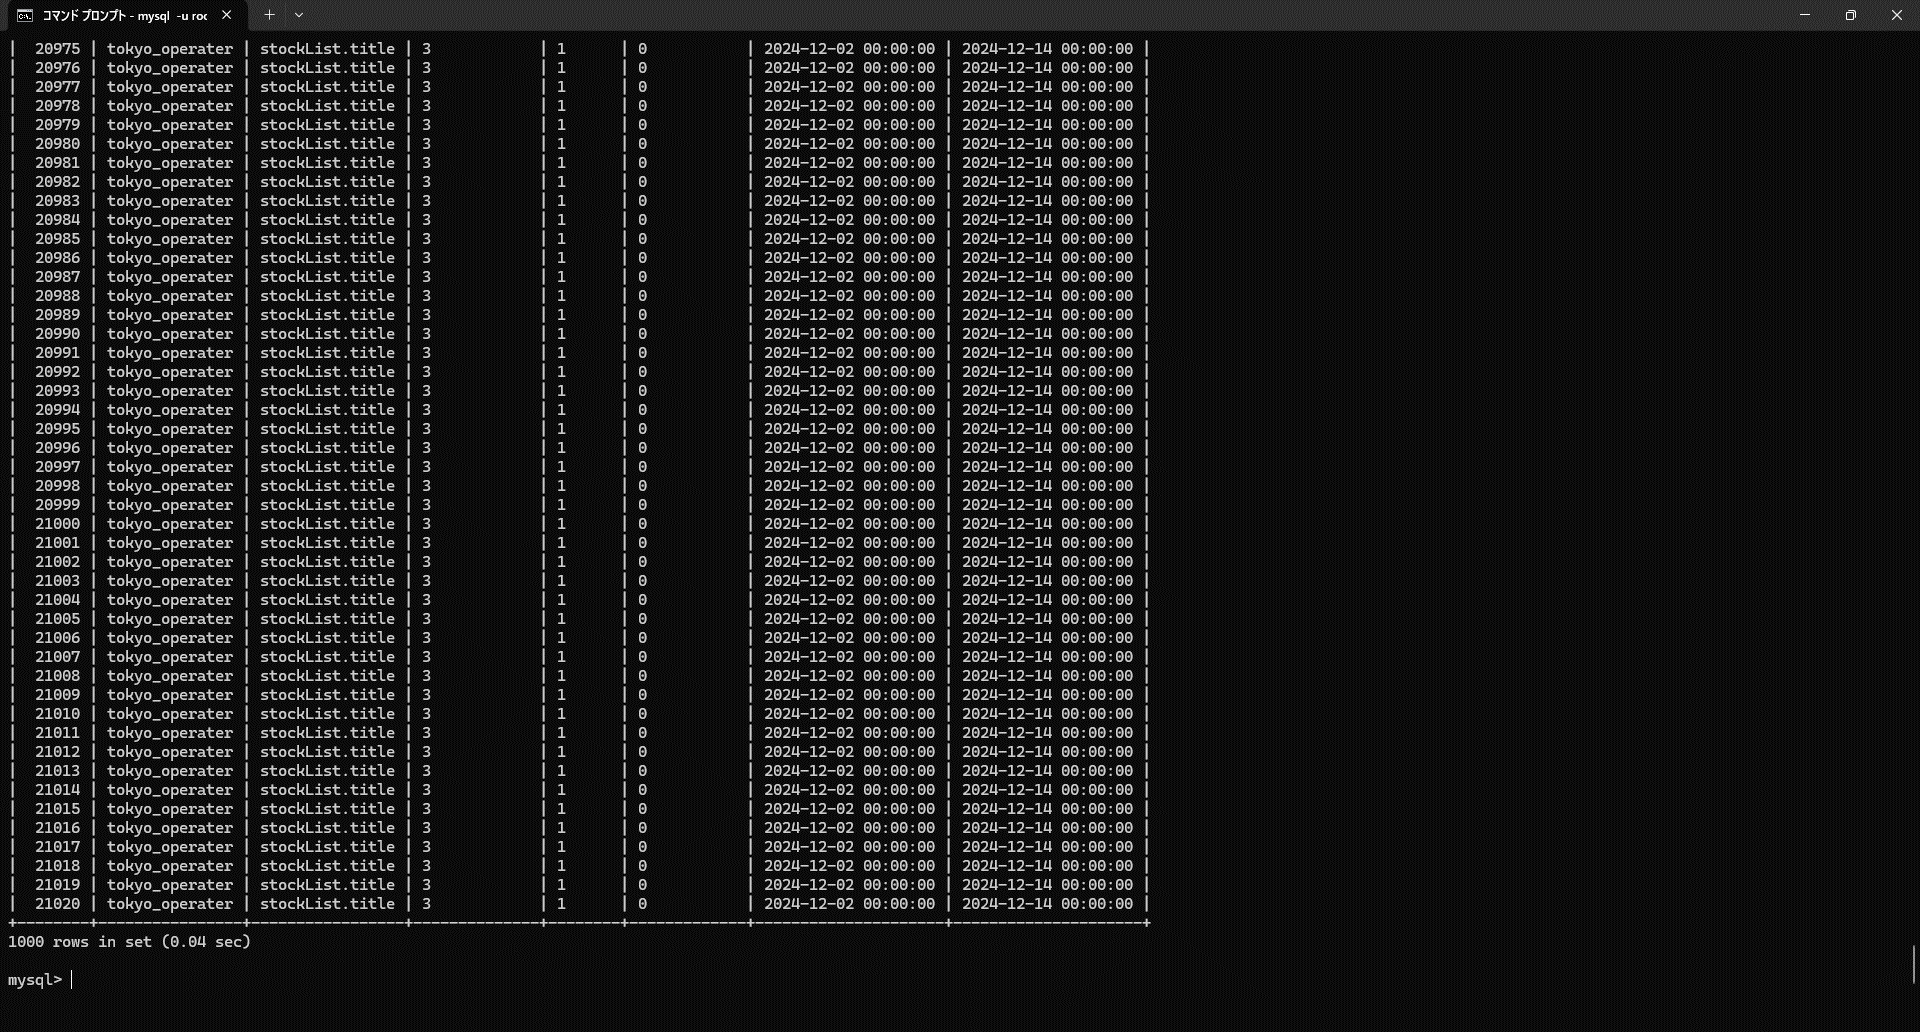 コマンド プロンプト - mysql -u roo
| 20975 | tokyo_operater | stockList.title | 3 | 1 | 0 | 2024-12-02 00:00:00 | 2024-12-14 00:00:00 |
| 20976 | tokyo_operater | stockList.title | 3 | 1 | 0 | 2024-12-02 00:00:00 | 2024-12-14 00:00:00 |
| 20977 | tokyo_operater | stockList.title | 3 | 1 | 0 | 2024-12-02 00:00:00 | 2024-12-14 00:00:00 |
| 20978 | tokyo_operater | stockList.title | 3 | 1 | 0 | 2024-12-02 00:00:00 | 2024-12-14 00:00:00 |
| 20979 | tokyo_operater | stockList.title | 3 | 1 | 0 | 2024-12-02 00:00:00 | 2024-12-14 00:00:00 |
| 20980 | tokyo_operater | stockList.title | 3 | 1 | 0 | 2024-12-02 00:00:00 | 2024-12-14 00:00:00 |
| 20981 | tokyo_operater | stockList.title | 3 | 1 | 0 | 2024-12-02 00:00:00 | 2024-12-14 00:00:00 |
| 20982 | tokyo_operater | stockList.title | 3 | 1 | 0 | 2024-12-02 00:00:00 | 2024-12-14 00:00:00 |
| 20983 | tokyo_operater | stockList.title | 3 | 1 | 0 | 2024-12-02 00:00:00 | 2024-12-14 00:00:00 |
| 20984 | tokyo_operater | stockList.title | 3 | 1 | 0 | 2024-12-02 00:00:00 | 2024-12-14 00:00:00 |
| 20985 | tokyo_operater | stockList.title | 3 | 1 | 0 | 2024-12-02 00:00:00 | 2024-12-14 00:00:00 |
| 20986 | tokyo_operater | stockList.title | 3 | 1 | 0 | 2024-12-02 00:00:00 | 2024-12-14 00:00:00 |
| 20987 | tokyo_operater | stockList.title | 3 | 1 | 0 | 2024-12-02 00:00:00 | 2024-12-14 00:00:00 |
| 20988 | tokyo_operater | stockList.title | 3 | 1 | 0 | 2024-12-02 00:00:00 | 2024-12-14 00:00:00 |
| 20989 | tokyo_operater | stockList.title | 3 | 1 | 0 | 2024-12-02 00:00:00 | 2024-12-14 00:00:00 |
| 20990 | tokyo_operater | stockList.title | 3 | 1 | 0 | 2024-12-02 00:00:00 | 2024-12-14 00:00:00 |
| 20991 | tokyo_operater | stockList.title | 3 | 1 | 0 | 2024-12-02 00:00:00 | 2024-12-14 00:00:00 |
| 20992 | tokyo_operater | stockList.title | 3 | 1 | 0 | 2024-12-02 00:00:00 | 2024-12-14 00:00:00 |
| 20993 | tokyo_operater | stockList.title | 3 | 1 | 0 | 2024-12-02 00:00:00 | 2024-12-14 00:00:00 |
| 20994 | tokyo_operater | stockList.title | 3 | 1 | 0 | 2024-12-02 00:00:00 | 2024-12-14 00:00:00 |
| 20995 | tokyo_operater | stockList.title | 3 | 1 | 0 | 2024-12-02 00:00:00 | 2024-12-14 00:00:00 |
| 20996 | tokyo_operater | stockList.title | 3 | 1 | 0 | 2024-12-02 00:00:00 | 2024-12-14 00:00:00 |
| 20997 | tokyo_operater | stockList.title | 3 | 1 | 0 | 2024-12-02 00:00:00 | 2024-12-14 00:00:00 |
| 20998 | tokyo_operater | stockList.title | 3 | 1 | 0 | 2024-12-02 00:00:00 | 2024-12-14 00:00:00 |
| 20999 | tokyo_operater | stockList.title | 3 | 1 | 0 | 2024-12-02 00:00:00 | 2024-12-14 00:00:00 |
| 21000 | tokyo_operater | stockList.title | 3 | 1 | 0 | 2024-12-02 00:00:00 | 2024-12-14 00:00:00 |
| 21001 | tokyo_operater | stockList.title | 3 | 1 | 0 | 2024-12-02 00:00:00 | 2024-12-14 00:00:00 |
| 21002 | tokyo_operater | stockList.title | 3 | 1 | 0 | 2024-12-02 00:00:00 | 2024-12-14 00:00:00 |
| 21003 | tokyo_operater | stockList.title | 3 | 1 | 0 | 2024-12-02 00:00:00 | 2024-12-14 00:00:00 |
| 21004 | tokyo_operater | stockList.title | 3 | 1 | 0 | 2024-12-02 00:00:00 | 2024-12-14 00:00:00 |
| 21005 | tokyo_operater | stockList.title | 3 | 1 | 0 | 2024-12-02 00:00:00 | 2024-12-14 00:00:00 |
| 21006 | tokyo_operater | stockList.title | 3 | 1 | 0 | 2024-12-02 00:00:00 | 2024-12-14 00:00:00 |
| 21007 | tokyo_operater | stockList.title | 3 | 1 | 0 | 2024-12-02 00:00:00 | 2024-12-14 00:00:00 |
| 21008 | tokyo_operater | stockList.title | 3 | 1 | 0 | 2024-12-02 00:00:00 | 2024-12-14 00:00:00 |
| 21009 | tokyo_operater | stockList.title | 3 | 1 | 0 | 2024-12-02 00:00:00 | 2024-12-14 00:00:00 |
| 21010 | tokyo_operater | stockList.title | 3 | 1 | 0 | 2024-12-02 00:00:00 | 2024-12-14 00:00:00 |
| 21011 | tokyo_operater | stockList.title | 3 | 1 | 0 | 2024-12-02 00:00:00 | 2024-12-14 00:00:00 |
| 21012 | tokyo_operater | stockList.title | 3 | 1 | 0 | 2024-12-02 00:00:00 | 2024-12-14 00:00:00 |
| 21013 | tokyo_operater | stockList.title | 3 | 1 | 0 | 2024-12-02 00:00:00 | 2024-12-14 00:00:00 |
| 21014 | tokyo_operater | stockList.title | 3 | 1 | 0 | 2024-12-02 00:00:00 | 2024-12-14 00:00:00 |
| 21015 | tokyo_operater | stockList.title | 3 | 1 | 0 | 2024-12-02 00:00:00 | 2024-12-14 00:00:00 |
| 21016 | tokyo_operater | stockList.title | 3 | 1 | 0 | 2024-12-02 00:00:00 | 2024-12-14 00:00:00 |
| 21017 | tokyo_operater | stockList.title | 3 | 1 | 0 | 2024-12-02 00:00:00 | 2024-12-14 00:00:00 |
| 21018 | tokyo_operater | stockList.title | 3 | 1 | 0 | 2024-12-02 00:00:00 | 2024-12-14 00:00:00 |
| 21019 | tokyo_operater | stockList.title | 3 | 1 | 0 | 2024-12-02 00:00:00 | 2024-12-14 00:00:00 |
| 21020 | tokyo_operater | stockList.title | 3 | 1 | 0 | 2024-12-02 00:00:00 | 2024-12-14 00:00:00 |
+--------+----------------+-----------------+--------------+--------+-------------+---------------------+---------------------+
1000 rows in set (0.04 sec)
mysql>